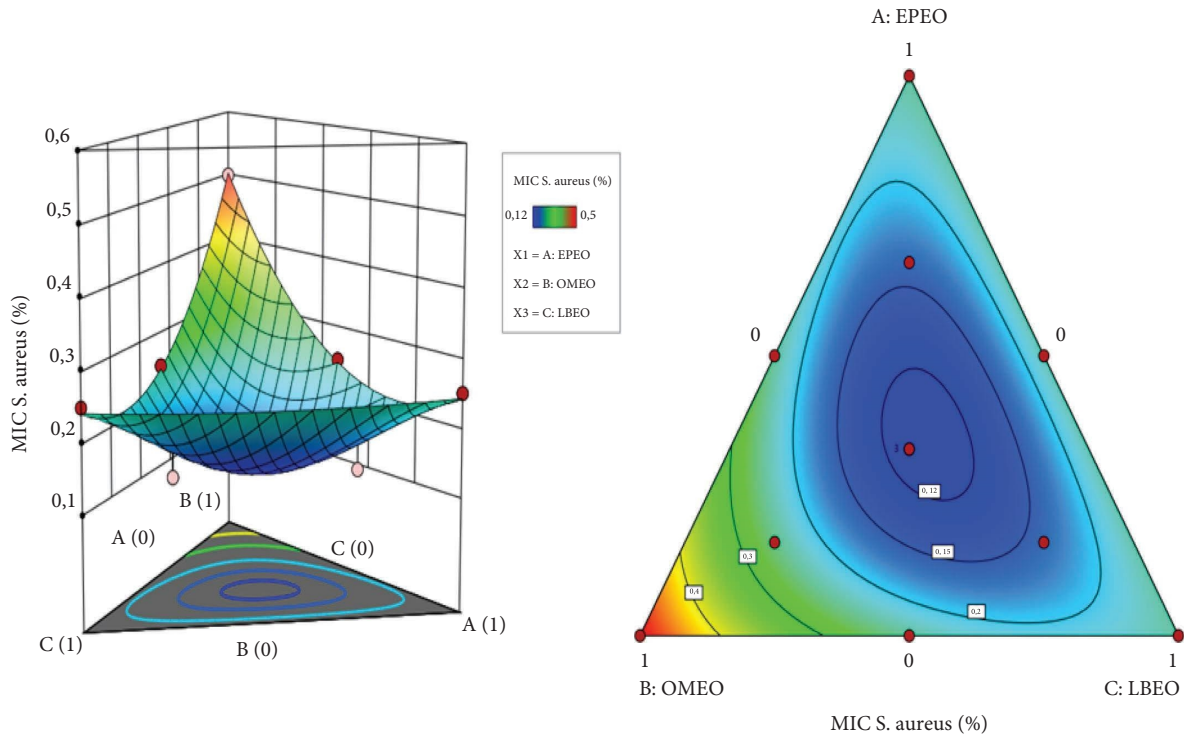 0,6
0,5
0,4
0,3
0,2
0,1
MIC S. aureus (%)
B (1)
A (0)
C (0)
C (1)
B (0)
A (1)
MIC S. aureus (%)
0,12 0,5
X1 = A: EPEO
X2 = B: OMEO
X3 = C: LBEO
A: EPEO
1
0 0
3
0, 12
0, 15
0,3
0,4
0,2
1 0 1
B: OMEO C: LBEO
MIC S. aureus (%)